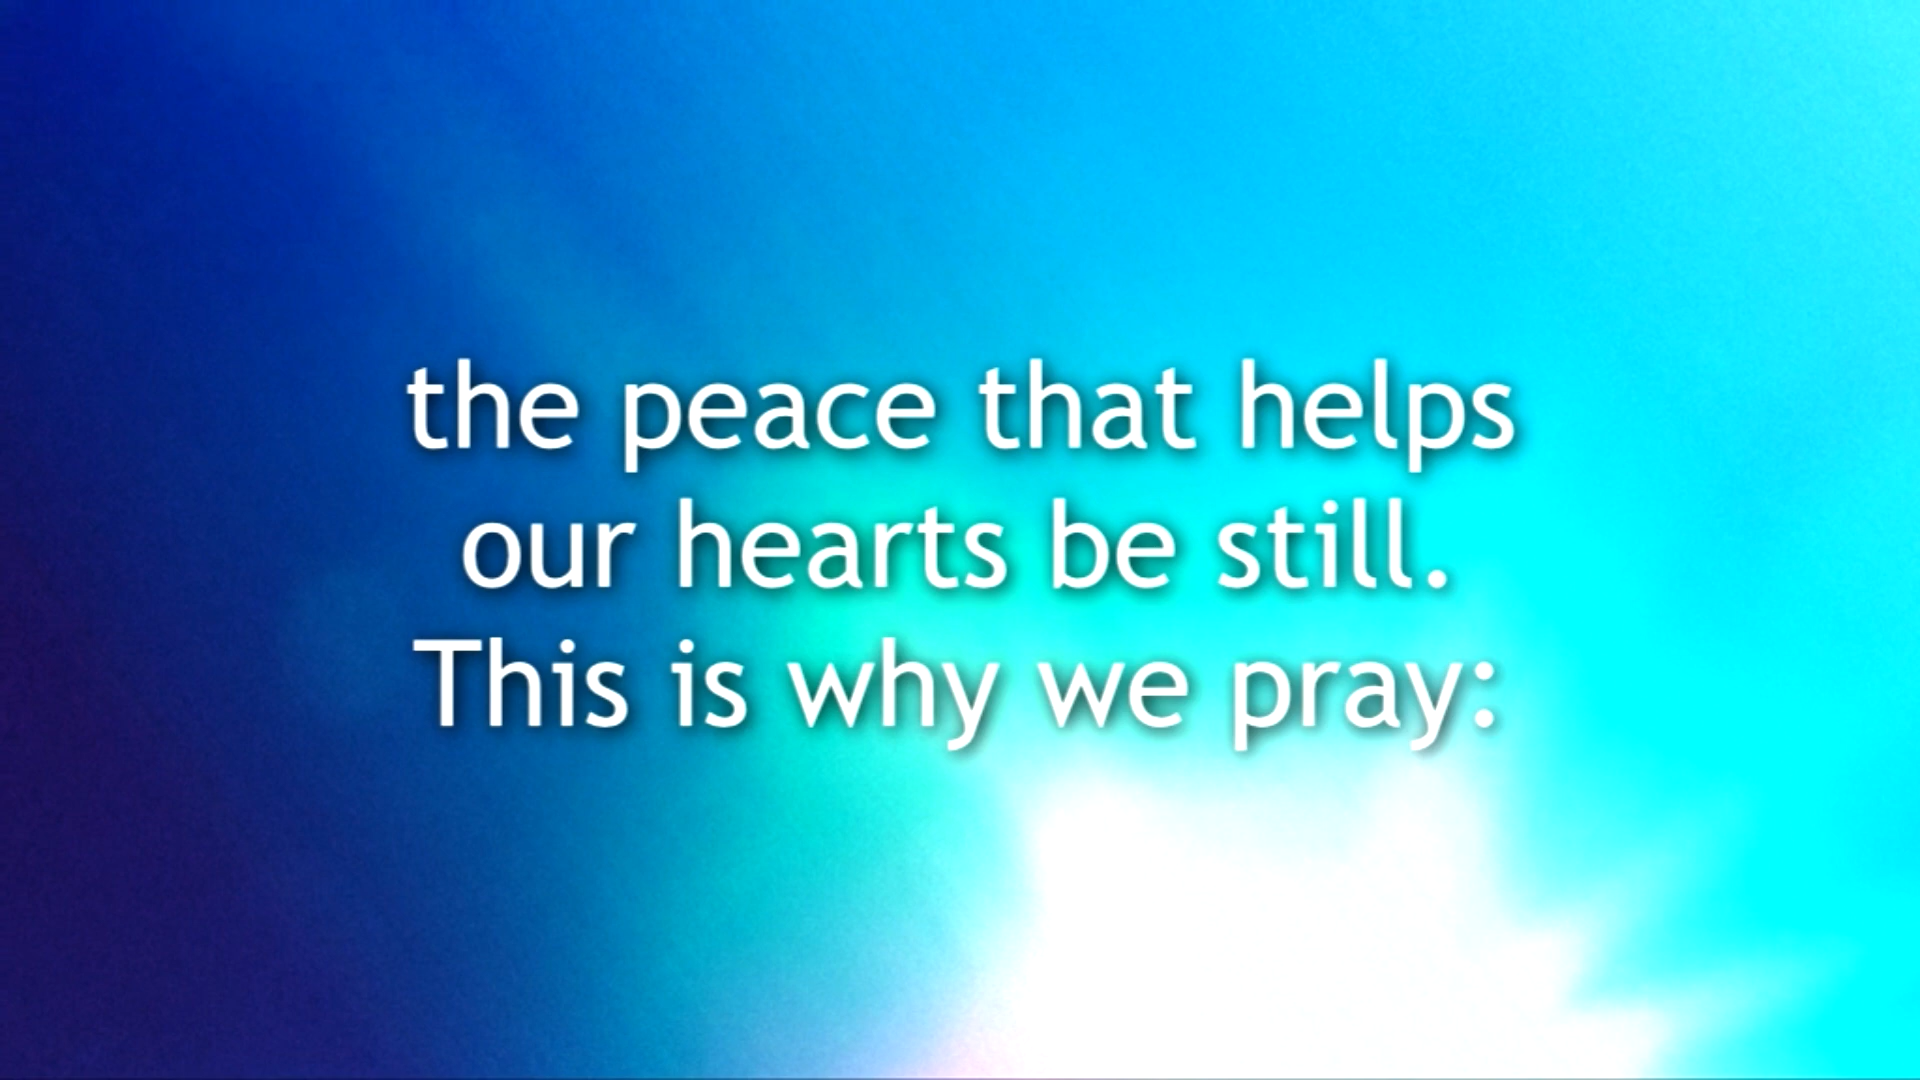 the peace that helps
our hearts be still.
This is why we pray: